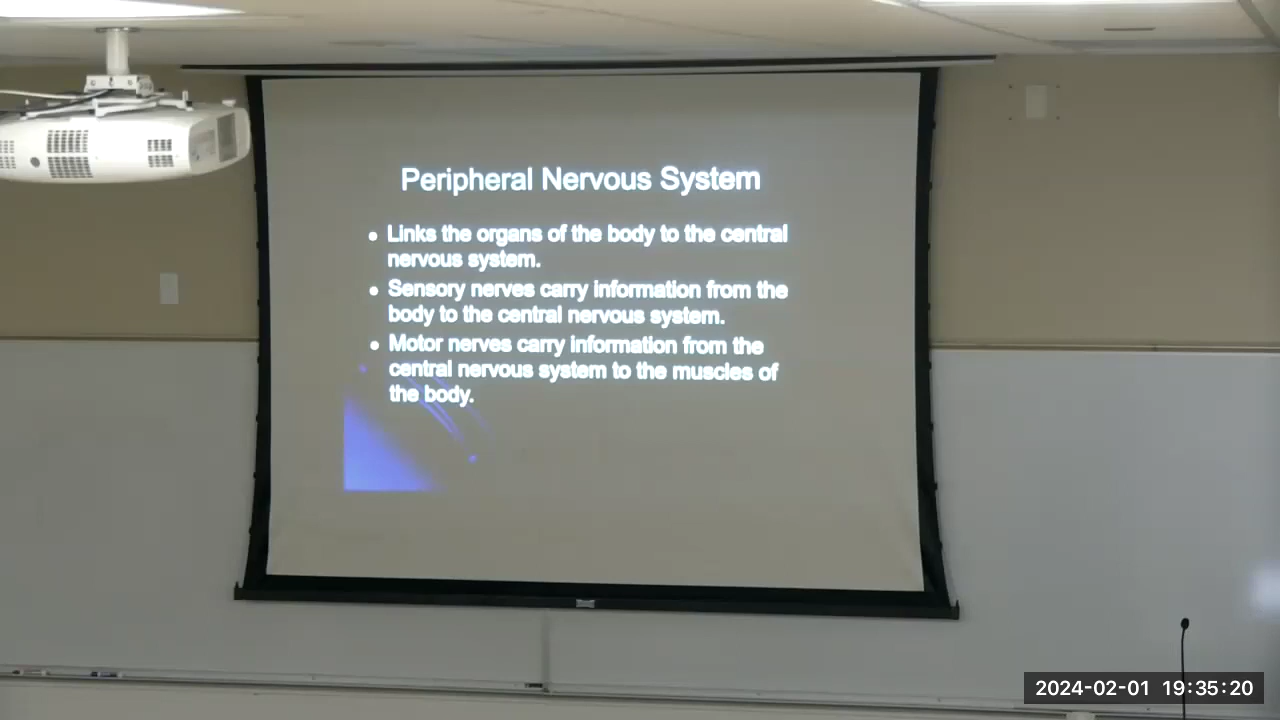 Peripheral Nervous System
• Links the organs of the body to the central
nervous system.
• Sensory nerves carry information from the
body to the central nervous system.
• Motor nerves carry information from the
central nervous system to the muscles of
the body.
2024-02-01 19:35:20